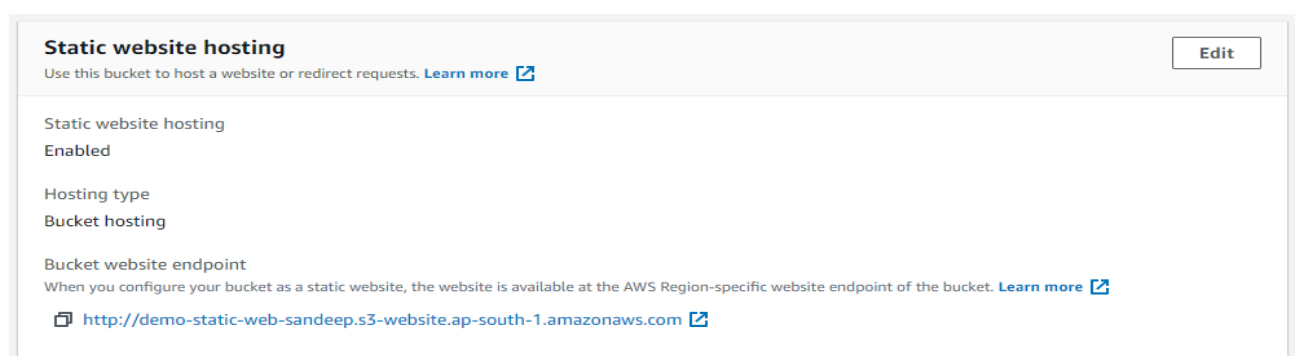 Static website hosting
Edit
Use this bucket to host a website or redirect requests. Learn more
Static website hosting
Enabled
Hosting type
Bucket hosting
Bucket website endpoint
When you configure your bucket as a static website, the website is available at the AWS Region-specific website endpoint of the bucket. Learn more
http://demo-static-web-sandeep.s3-website.ap-south-1.amazonaws.com